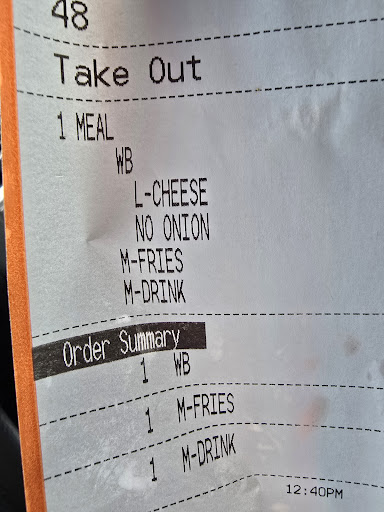 48
Take Out
1 MEAL
WB
L-CHEESE
NO ONION
M-FRIES
M-DRINK
Order Summary
1 WB
1 M-FRIES
1 M-DRINK
12:40PM